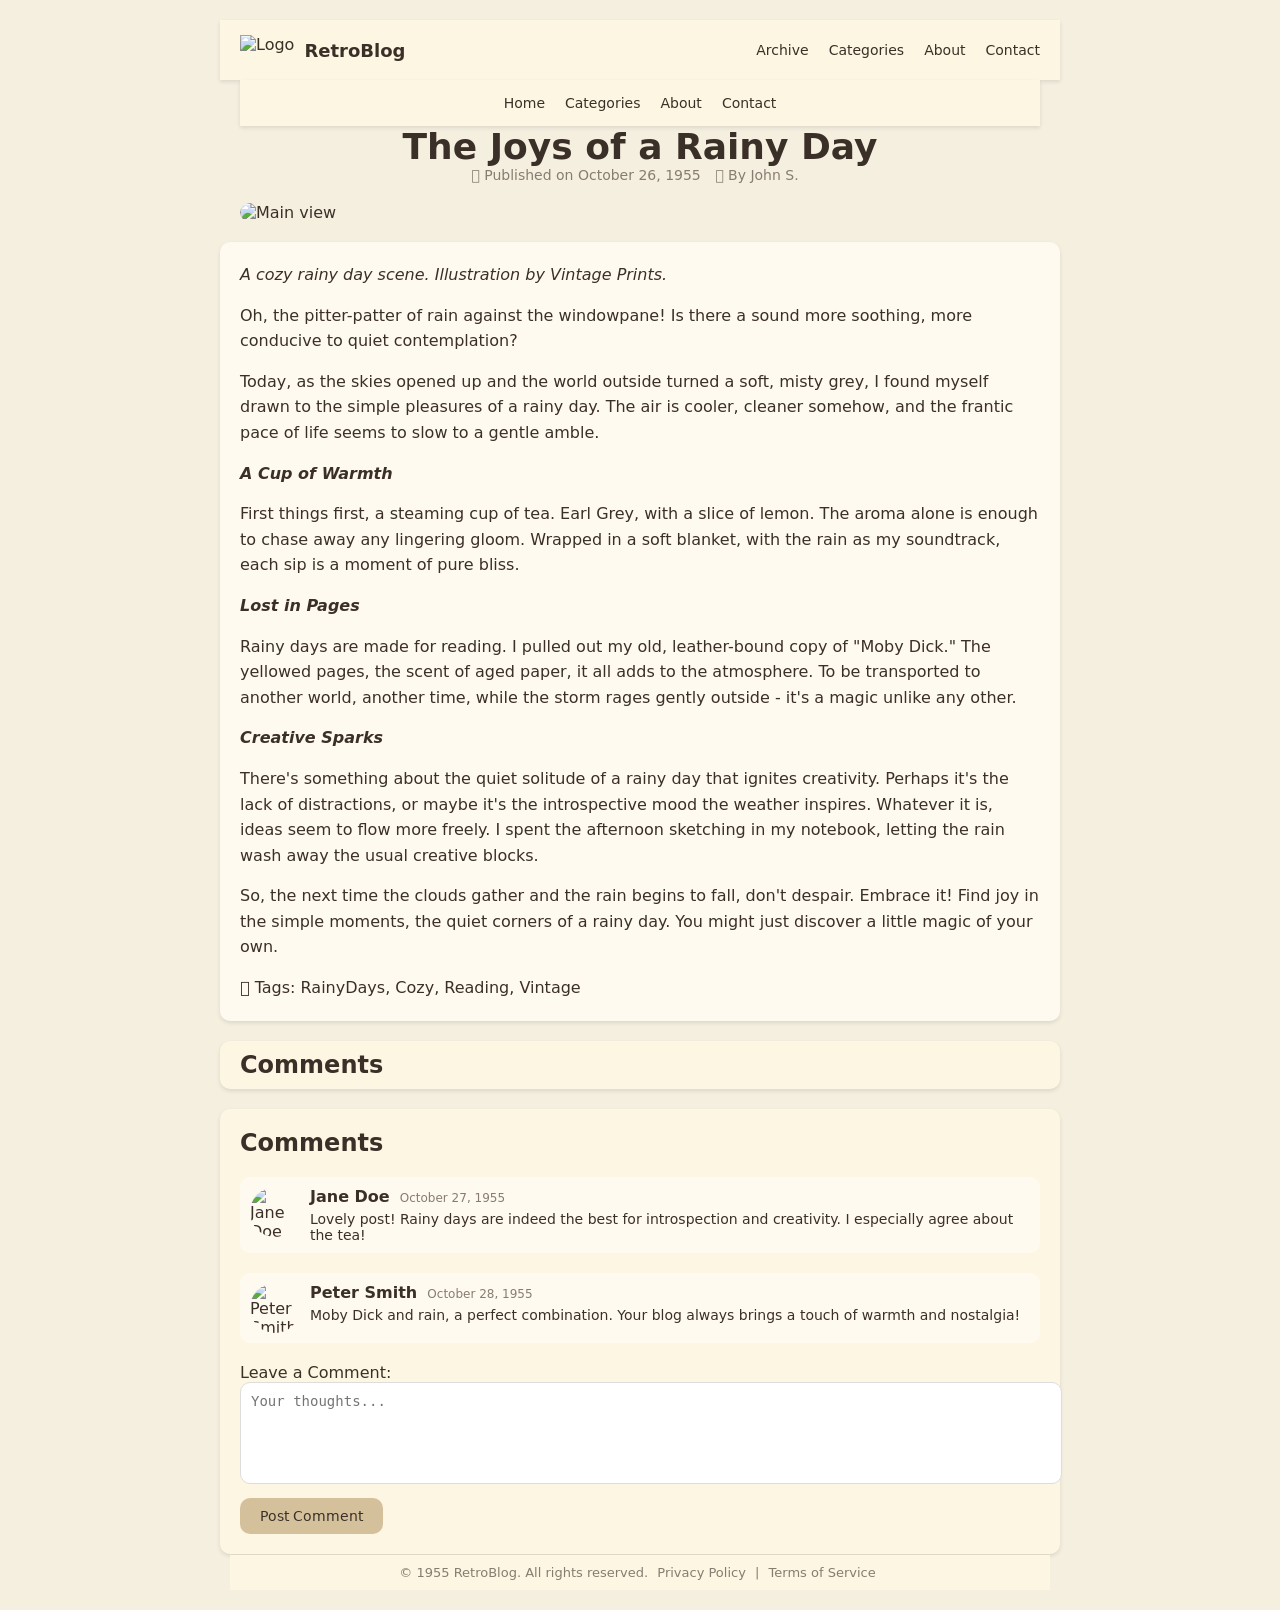 Logo
RetroBlog
Archive Categories About Contact
Home Categories About Contact
The Joys of a Rainy Day
Published on October 26, 1955 By John S.
Main view
A cozy rainy day scene. Illustration by Vintage Prints.
Oh, the pitter-patter of rain against the windowpane! Is there a sound more soothing, more
conducive to quiet contemplation?
Today, as the skies opened up and the world outside turned a soft, misty grey, I found myself
drawn to the simple pleasures of a rainy day. The air is cooler, cleaner somehow, and the frantic
pace of life seems to slow to a gentle amble.
A Cup of Warmth
First things first, a steaming cup of tea. Earl Grey, with a slice of lemon. The aroma alone is enough
to chase away any lingering gloom. Wrapped in a soft blanket, with the rain as my soundtrack,
each sip is a moment of pure bliss.
Lost in Pages
Rainy days are made for reading. I pulled out my old, leather-bound copy of "Moby Dick." The
yellowed pages, the scent of aged paper, it all adds to the atmosphere. To be transported to
another world, another time, while the storm rages gently outside - it's a magic unlike any other.
Creative Sparks
There's something about the quiet solitude of a rainy day that ignites creativity. Perhaps it's the
lack of distractions, or maybe it's the introspective mood the weather inspires. Whatever it is,
ideas seem to flow more freely. I spent the afternoon sketching in my notebook, letting the rain
wash away the usual creative blocks.
So, the next time the clouds gather and the rain begins to fall, don't despair. Embrace it! Find joy in
the simple moments, the quiet corners of a rainy day. You might just discover a little magic of your
own.
Tags: RainyDays, Cozy, Reading, Vintage
Comments
Comments
Jane
Doe
Jane Doe October 27, 1955
Lovely post! Rainy days are indeed the best for introspection and creativity. I especially agree about
the tea!
Peter
Smith
Peter Smith October 28, 1955
Moby Dick and rain, a perfect combination. Your blog always brings a touch of warmth and nostalgia!
Leave a Comment:
Your thoughts...
Post Comment
© 1955 RetroBlog. All rights reserved. Privacy Policy | Terms of Service